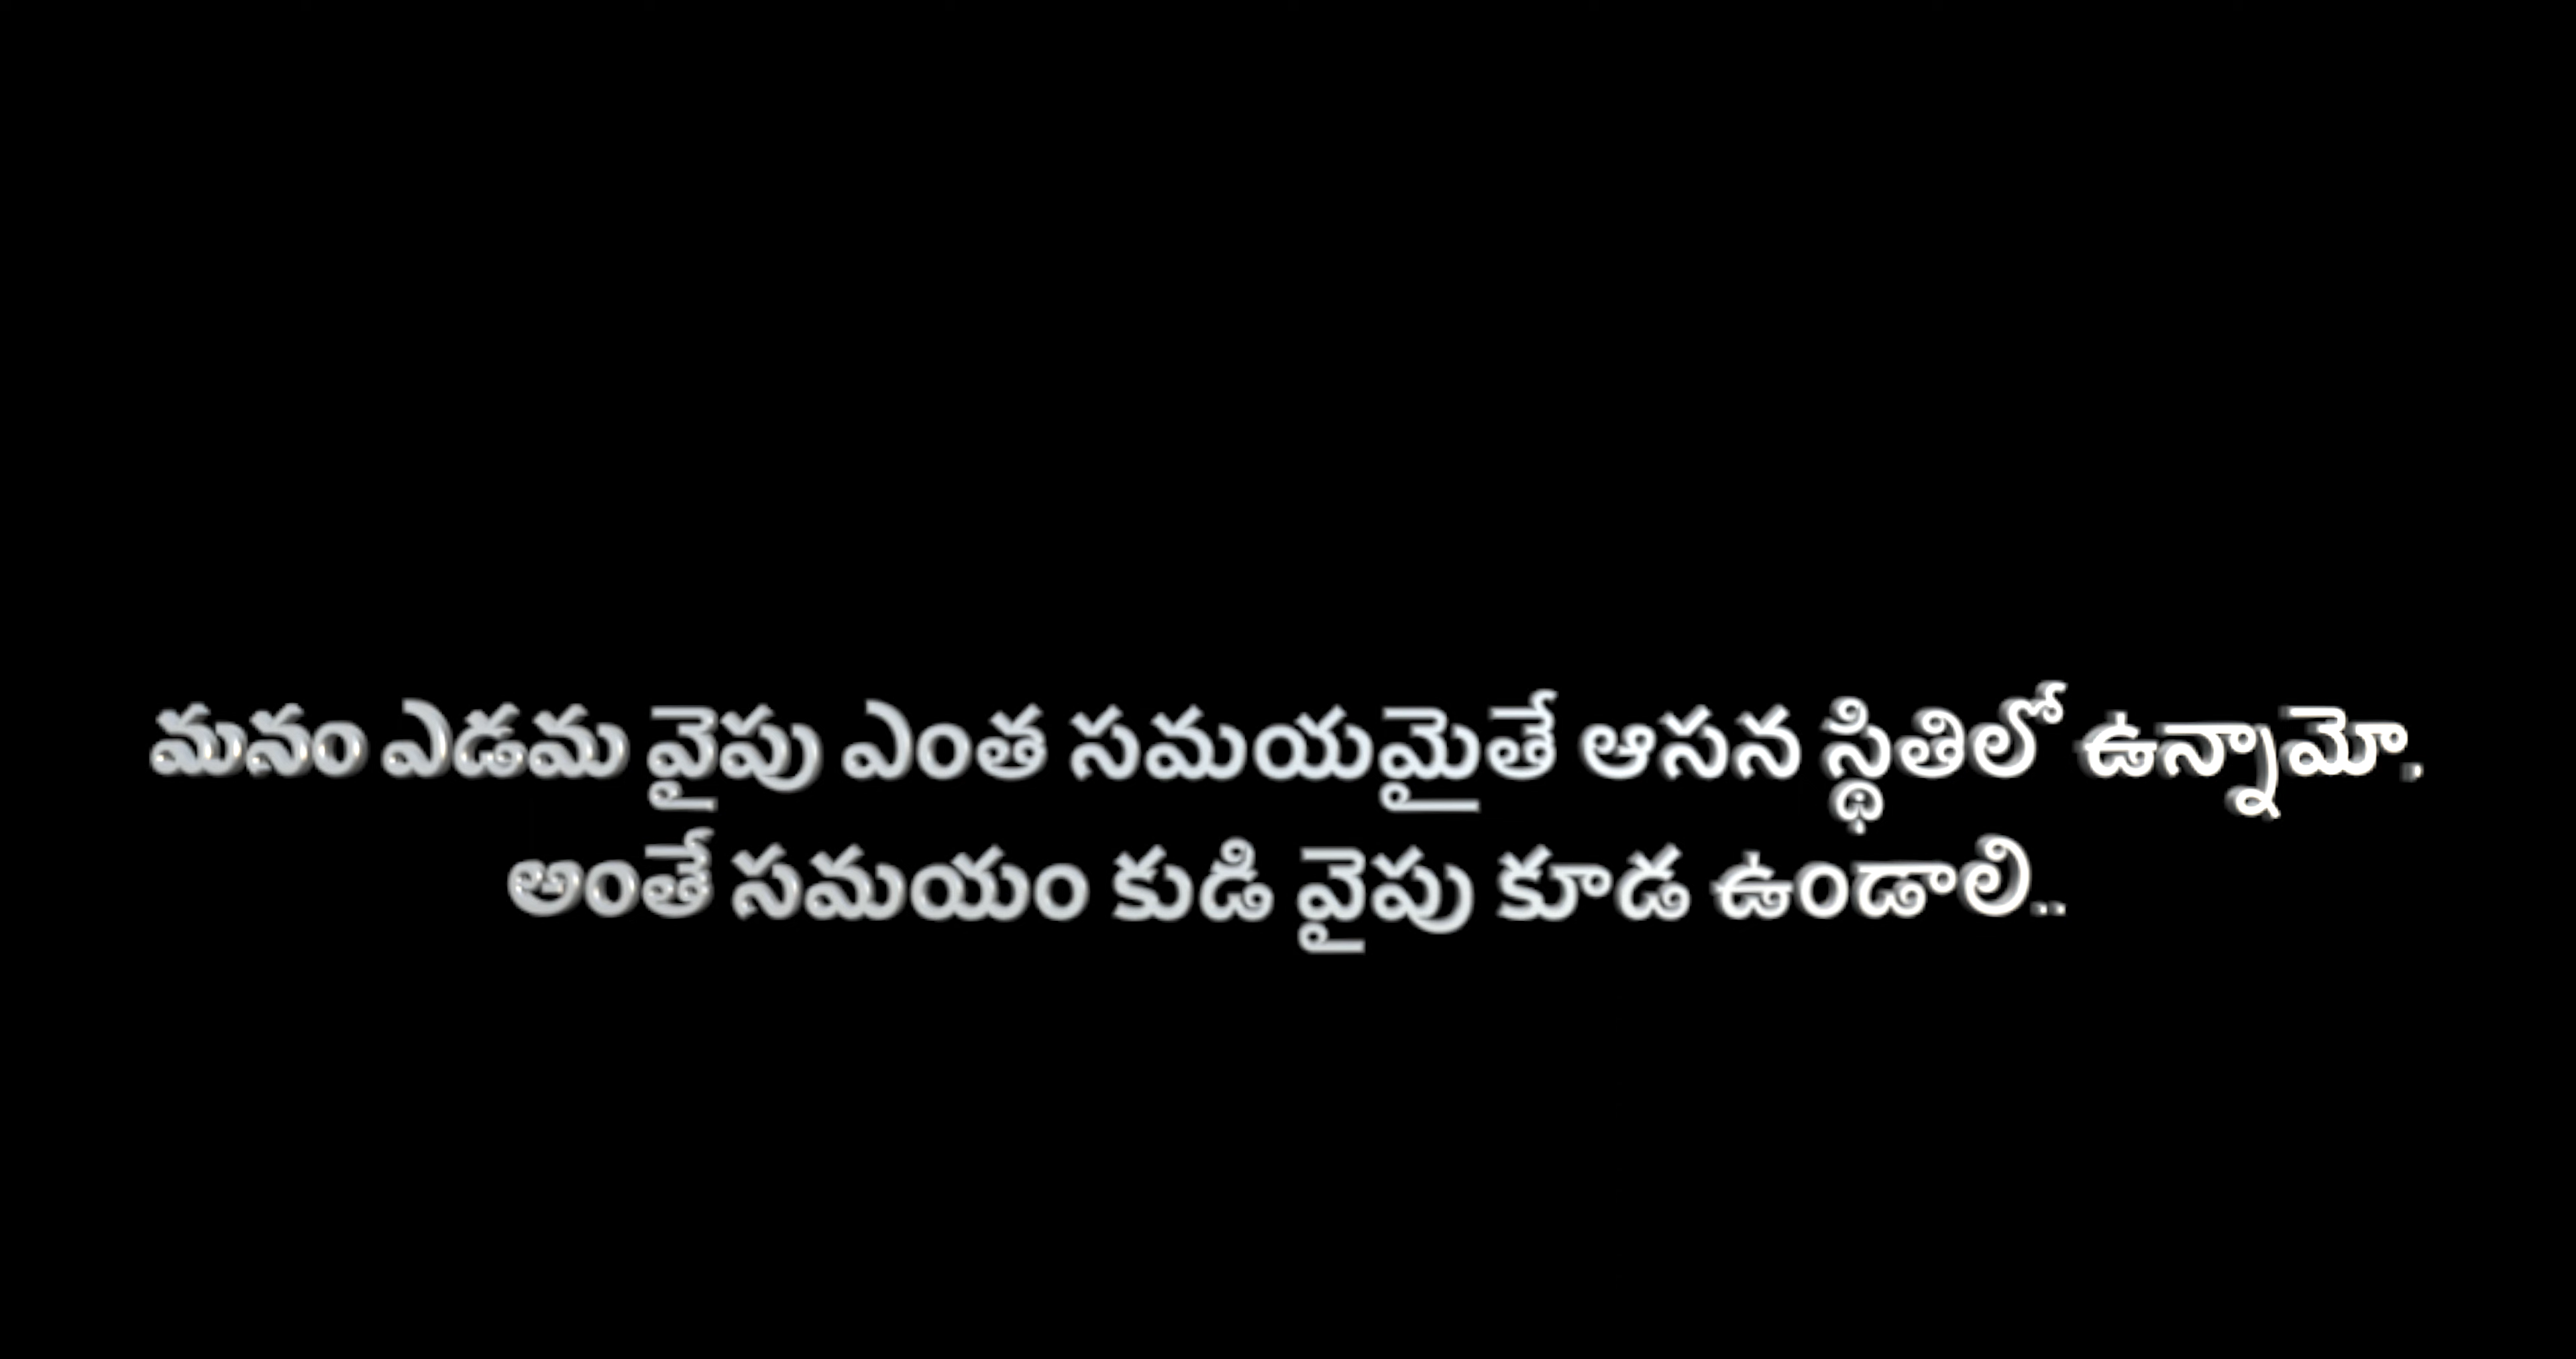 మనం ఎడమ వైపు ఎంత సమయమైతే ఆసన స్థితిలో ఉన్నామో.
అంతే సమయం కుడి వైపు కూడ ఉండాలి..